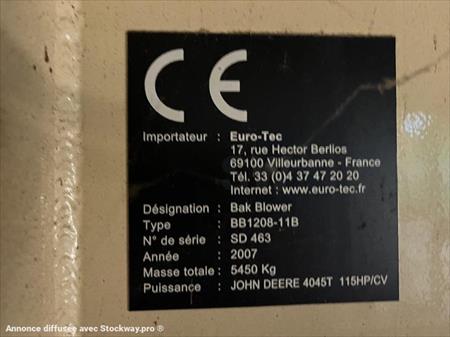 CE
Importateur : Euro-Tec
17, rue Hector Berlios
69100 Villeurbanne - France
Tél. 33 (0)4 37 47 20 20
Internet : www.euro-tec.fr
Désignation : Bak Blower
Type : BB1208-11B
N° de série : SD 463
Année : 2007
Masse totale : 5450 Kg
Puissance : JOHN DEERE 4045T 115HP/CV
Annonce diffusée avec Stockway.pro ®